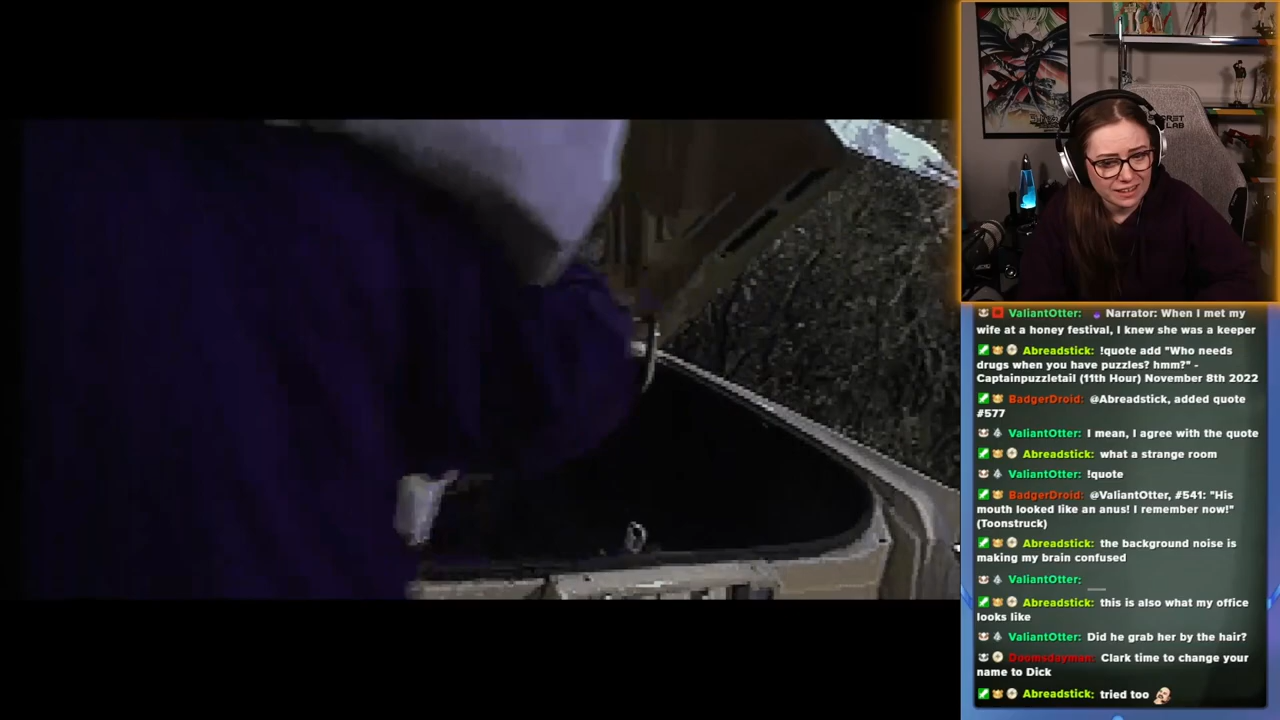 SECRET
LAB
ValiantOtter: Narrator: When I met my
wife at a honey festival, I knew she was a keeper
Abreadstick: !quote add "Who needs
drugs when you have puzzles? hmm?" -
Captainpuzzletail (11th Hour) November 8th 2022
BadgerDroid: @Abreadstick, added quote
#577
ValiantOtter: I mean, I agree with the quote
Abreadstick: what a strange room
ValiantOtter: !quote
BadgerDroid: @ValiantOtter, #541: "His
mouth looked like an anus! I remember now!"
(Toonstruck)
Abreadstick: the background noise is
making my brain confused
ValiantOtter:
Abreadstick: this is also what my office
looks like
ValiantOtter: Did he grab her by the hair?
Doomsdayman: Clark time to change your
name to Dick
Abreadstick: tried too